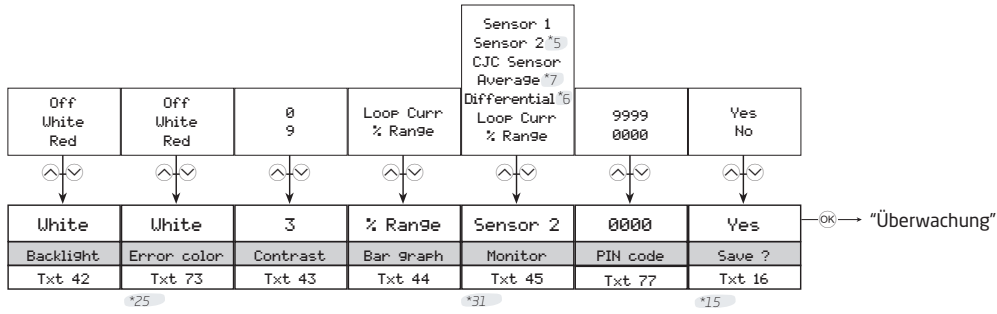 Sensor 1
Sensor 2 *5
CJC Sensor
Average *7
Differential *6
Loop Curr
% Range
Off
White
Red
Off
White
Red
0
9
Loop Curr
% Range
9999
0000
Yes
No
White
White
3
% Range
Sensor 2
0000
Yes
OK
"Überwachung"
Backlight
Error color
Contrast
Bar graph
Monitor
PIN code
Save ?
Txt 42
Txt 73
Txt 43
Txt 44
Txt 45
Txt 77
Txt 16
*25
*31
*15